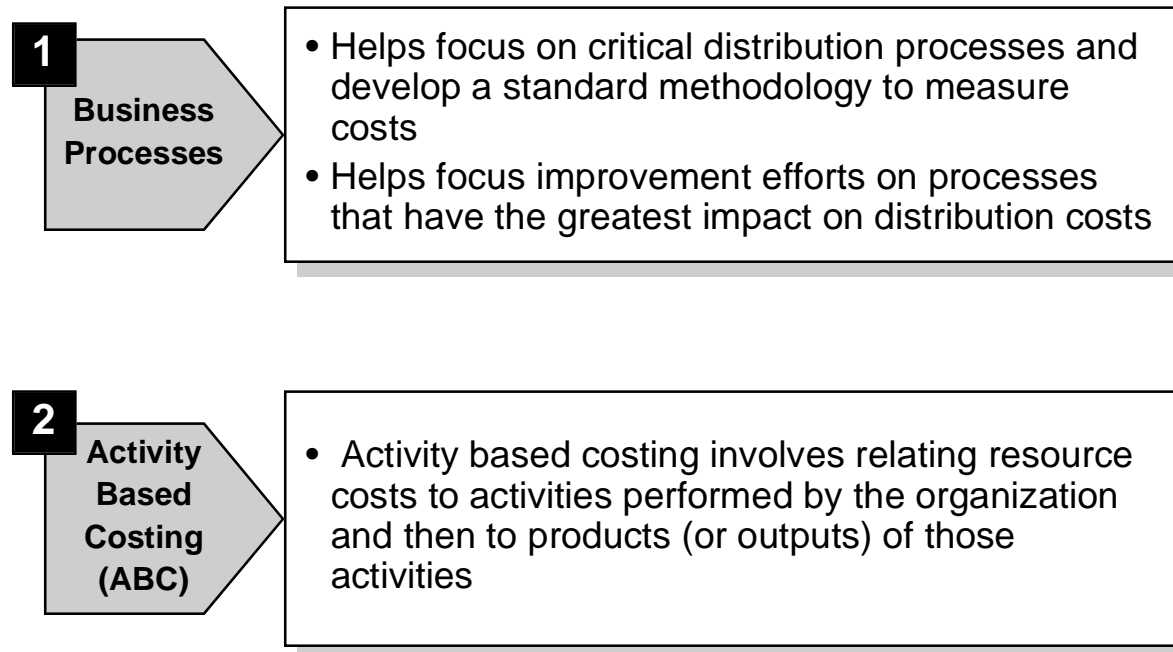 1
Business
Processes
• Helps focus on critical distribution processes and
develop a standard methodology to measure
costs
• Helps focus improvement efforts on processes
that have the greatest impact on distribution costs
2
Activity
Based
Costing
(ABC)
• Activity based costing involves relating resource
costs to activities performed by the organization
and then to products (or outputs) of those
activities